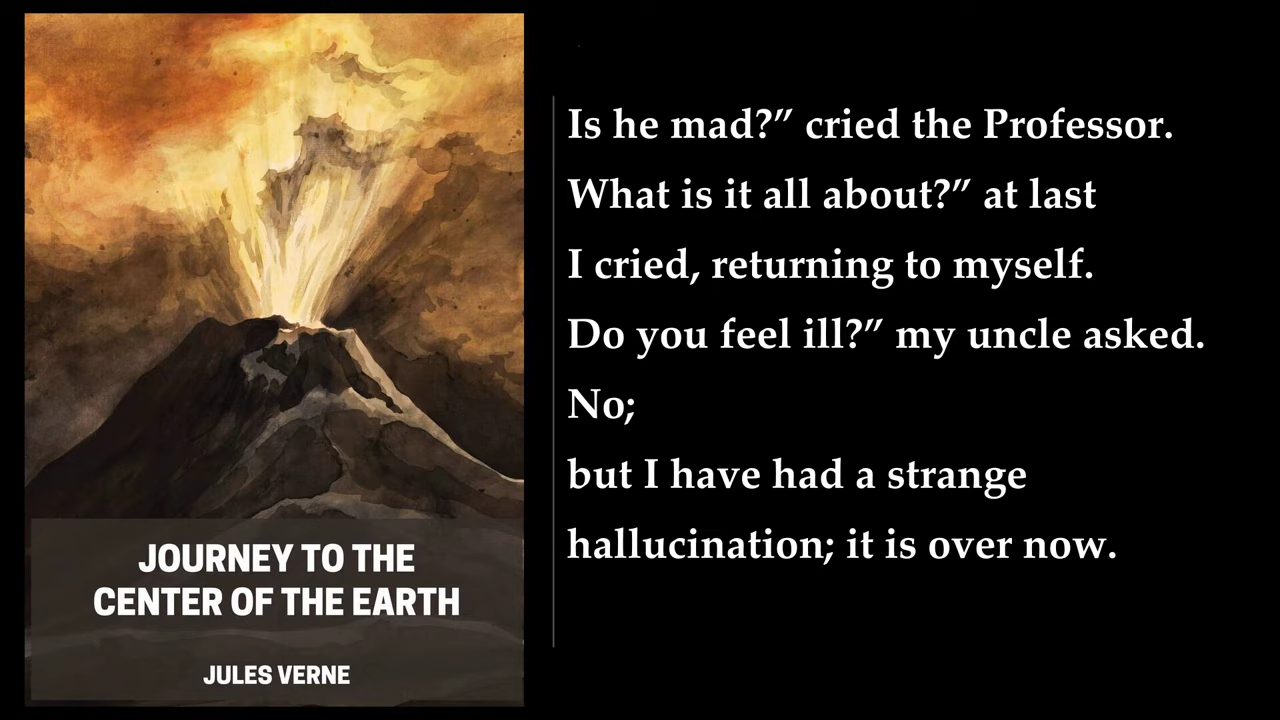 JOURNEY TO THE
CENTER OF THE EARTH
JULES VERNE
Is he mad?” cried the Professor.
What is it all about?” at last
I cried, returning to myself.
Do you feel ill?” my uncle asked.
No;
but I have had a strange
hallucination; it is over now.